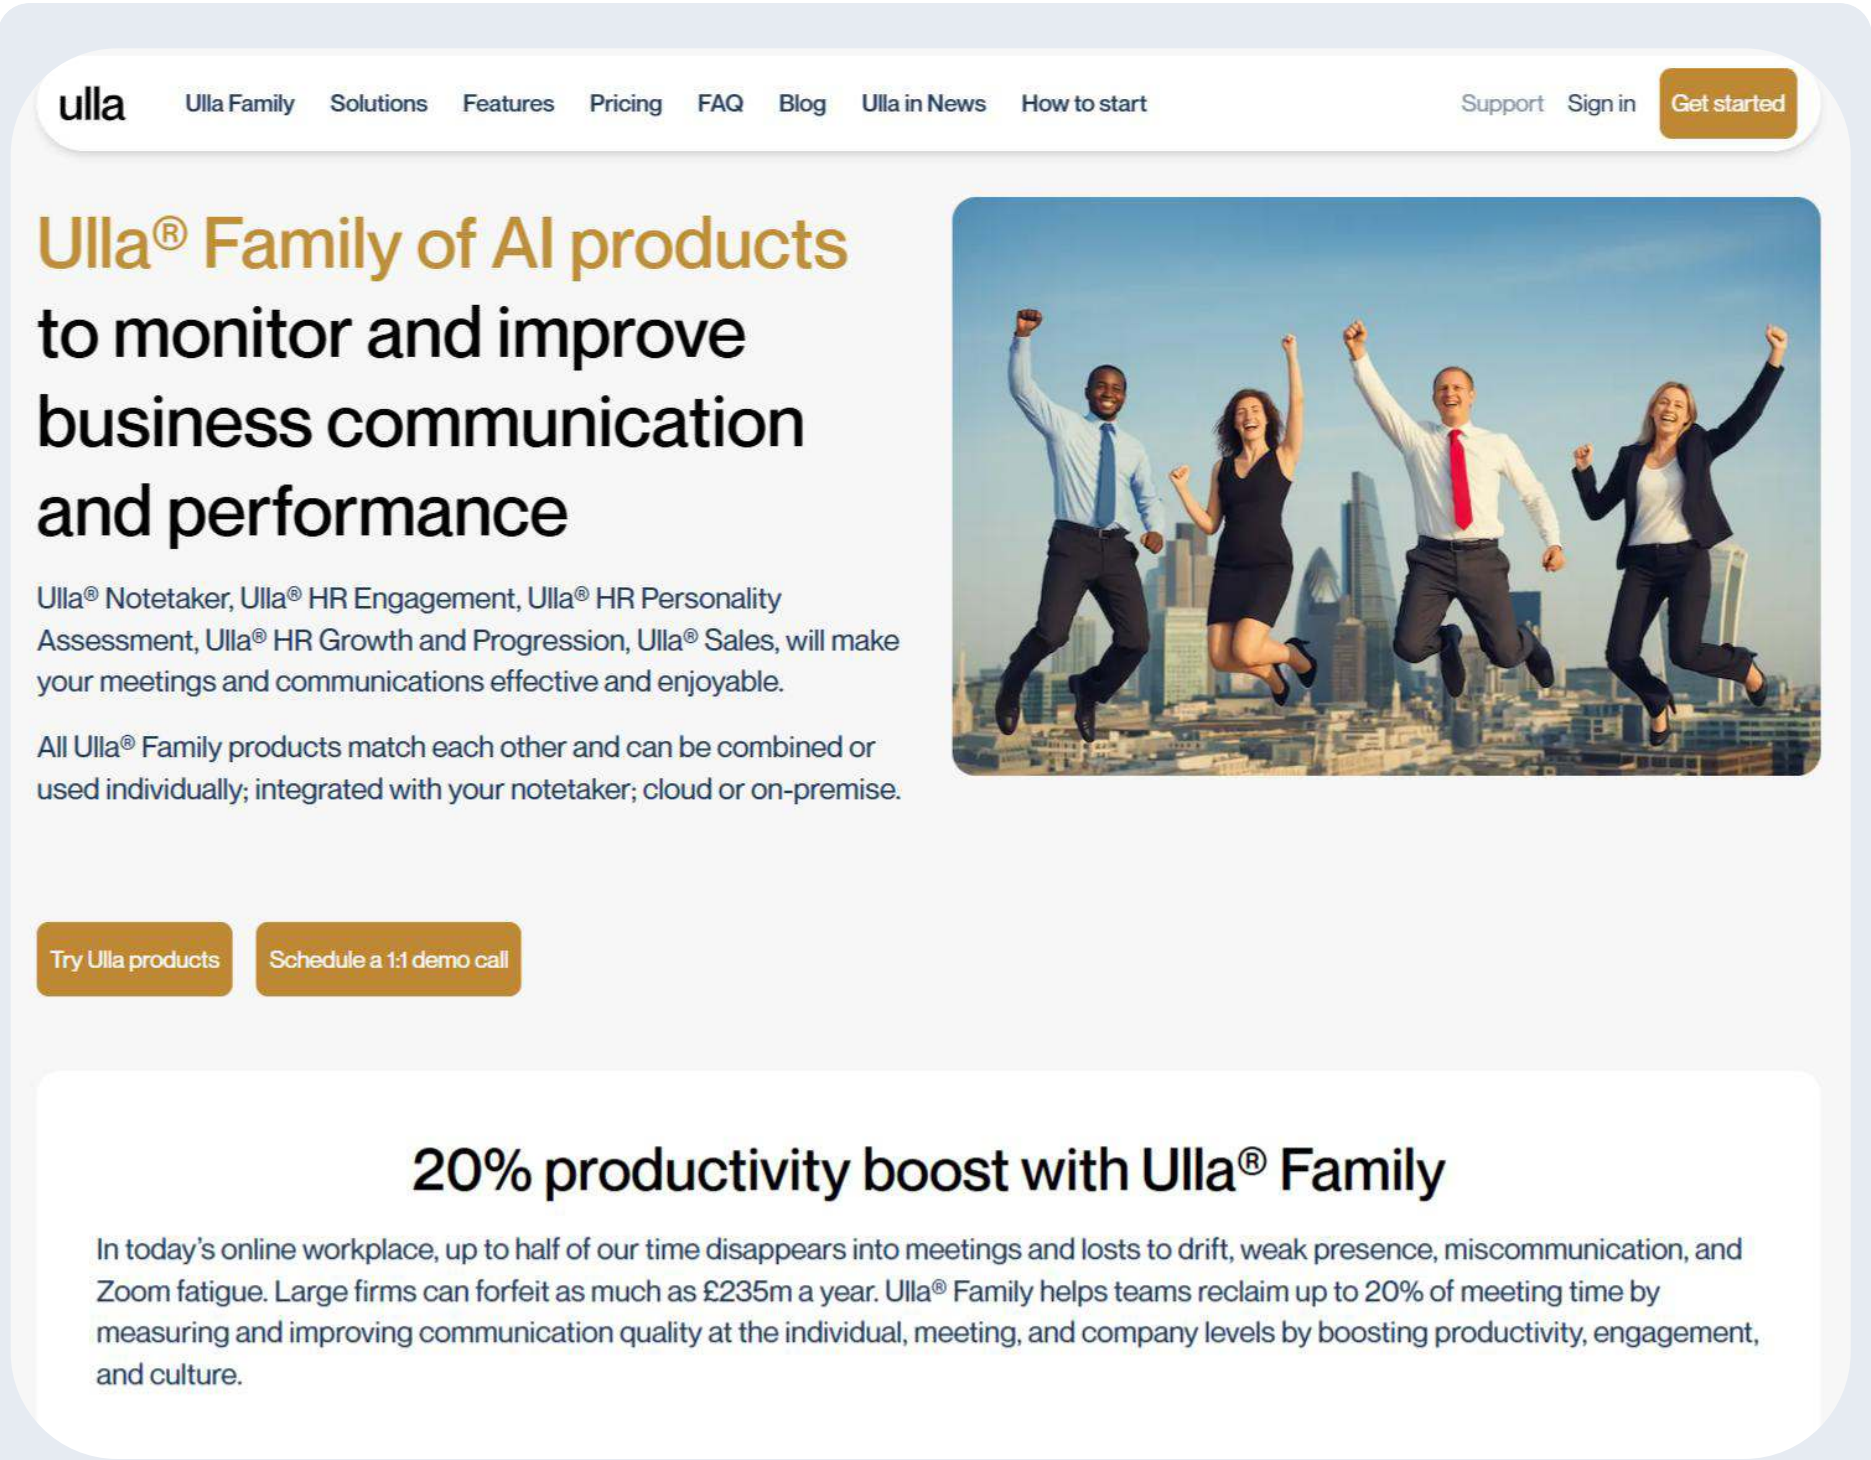 ulla
Ulla Family
Solutions
Features
Pricing
FAQ
Blog
Ulla in News
How to start
Support
Sign in
Get started
Ulla® Family of AI products
to monitor and improve
business communication
and performance
Ulla® Notetaker, Ulla® HR Engagement, Ulla® HR Personality
Assessment, Ulla® HR Growth and Progression, Ulla® Sales, will make
your meetings and communications effective and enjoyable.
All Ulla® Family products match each other and can be combined or
used individually; integrated with your notetaker; cloud or on-premise.
Try Ulla products
Schedule a 1:1 demo call
20% productivity boost with Ulla® Family
In today's online workplace, up to half of our time disappears into meetings and losts to drift, weak presence, miscommunication, and
Zoom fatigue. Large firms can forfeit as much as £235m a year. Ulla® Family helps teams reclaim up to 20% of meeting time by
measuring and improving communication quality at the individual, meeting, and company levels by boosting productivity, engagement,
and culture.